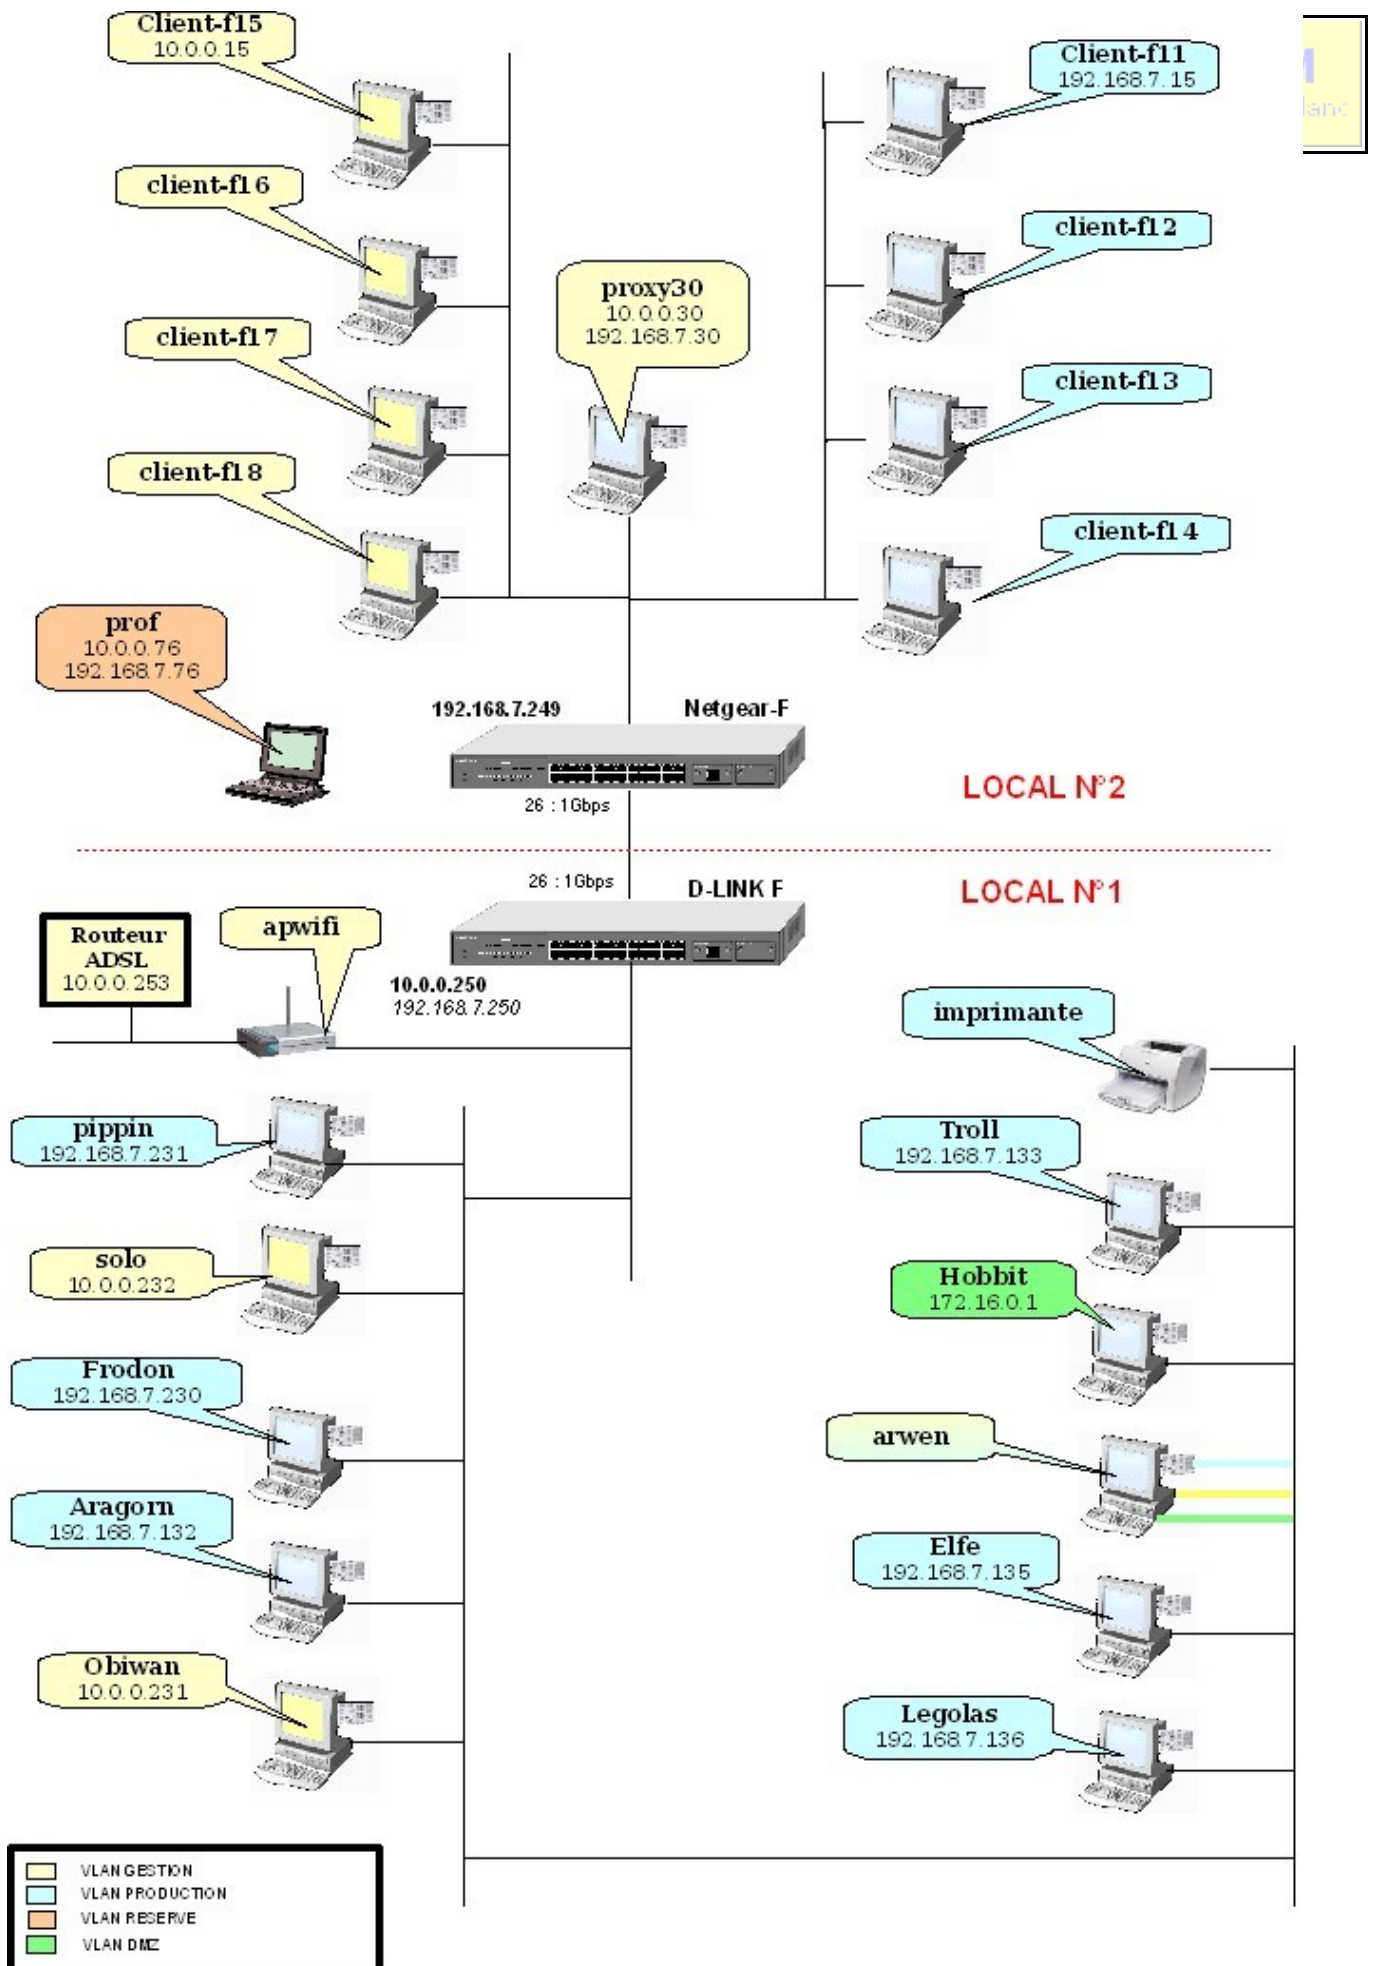 Client-f15
10.0.0.15
Client-f11
192.168.7.15
M
client-f16
client-f12
proxy30
10.0.0.30
192.168.7.30
client-f17
client-f13
client-f18
client-f14
prof
10.0.0.76
192.168.7.76
192.168.7.249
Netgear-F
26 : 1Gbps
LOCAL N°2
26 : 1Gbps
D-LINK F
LOCAL N°1
Routeur
ADSL
10.0.0.253
apwifi
10.0.0.250
192.168.7.250
imprimante
pippin
192.168.7.231
Troll
192.168.7.133
solo
10.0.0.232
Hobbit
172.16.0.1
Frodon
192.168.7.230
arwen
Aragorn
192.168.7.132
Elfe
192.168.7.135
Obiwan
10.0.0.231
Legolas
192.168.7.136
VLAN GESTION
VLAN PRODUCTION
VLAN RESERVE
VLAN DMZ